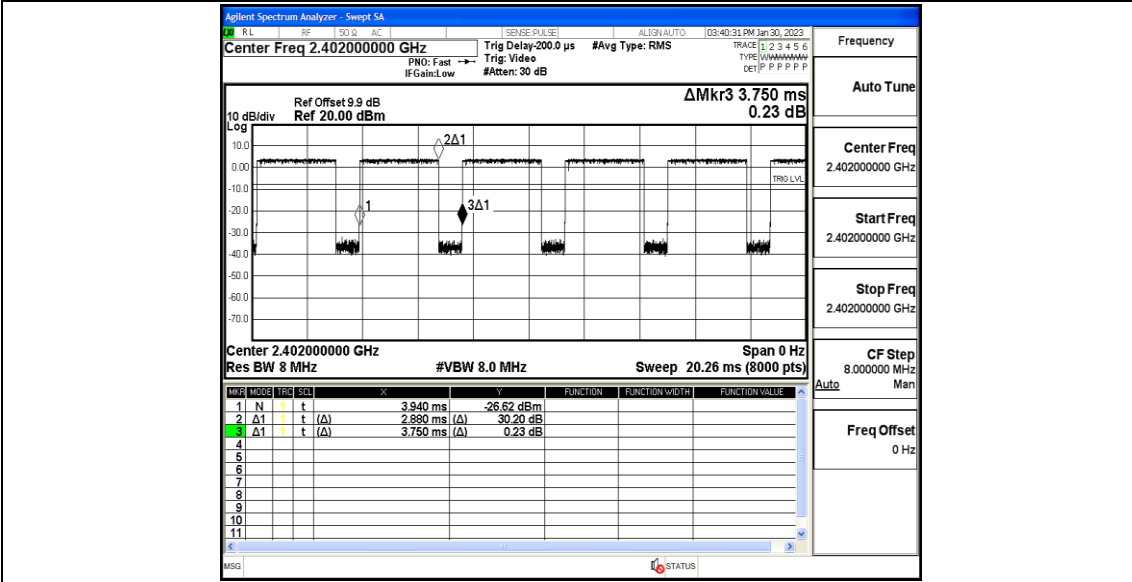 Agilent Spectrum Analyzer - Swept SA
RL RF 50 Ω AC SENSE:PULSE ALIGNAUTO 03:40:31 PM Jan 30, 2023
Center Freq 2.402000000 GHz Trig Delay-200.0 µs #Avg Type: RMS TRACE 1 2 3 4 5 6
PNO: Fast Trig: Video TYPE WWWWWW
IFGain:Low #Atten: 30 dB DET P P P P P P
ΔMkr3 3.750 ms
0.23 dB
Ref Offset 9.9 dB
10 dB/div Ref 20.00 dBm
Log
10.0
0.00
-10.0
-20.0
-30.0
-40.0
-50.0
-60.0
-70.0
2Δ1
TRIG LVL
1
3Δ1
Center 2.402000000 GHz Span 0 Hz
Res BW 8 MHz #VBW 8.0 MHz Sweep 20.26 ms (8000 pts)
MKR MODE TRC SCL X Y FUNCTION FUNCTION WIDTH FUNCTION VALUE
1 N 1 t 3.940 ms -26.62 dBm
2 Δ1 1 t (Δ) 2.880 ms (Δ) 30.20 dB
3 Δ1 1 t (Δ) 3.750 ms (Δ) 0.23 dB
4
5
6
7
8
9
10
11
MSG STATUS
Frequency
Auto Tune
Center Freq
2.402000000 GHz
Start Freq
2.402000000 GHz
Stop Freq
2.402000000 GHz
CF Step
8.000000 MHz
Auto Man
Freq Offset
0 Hz